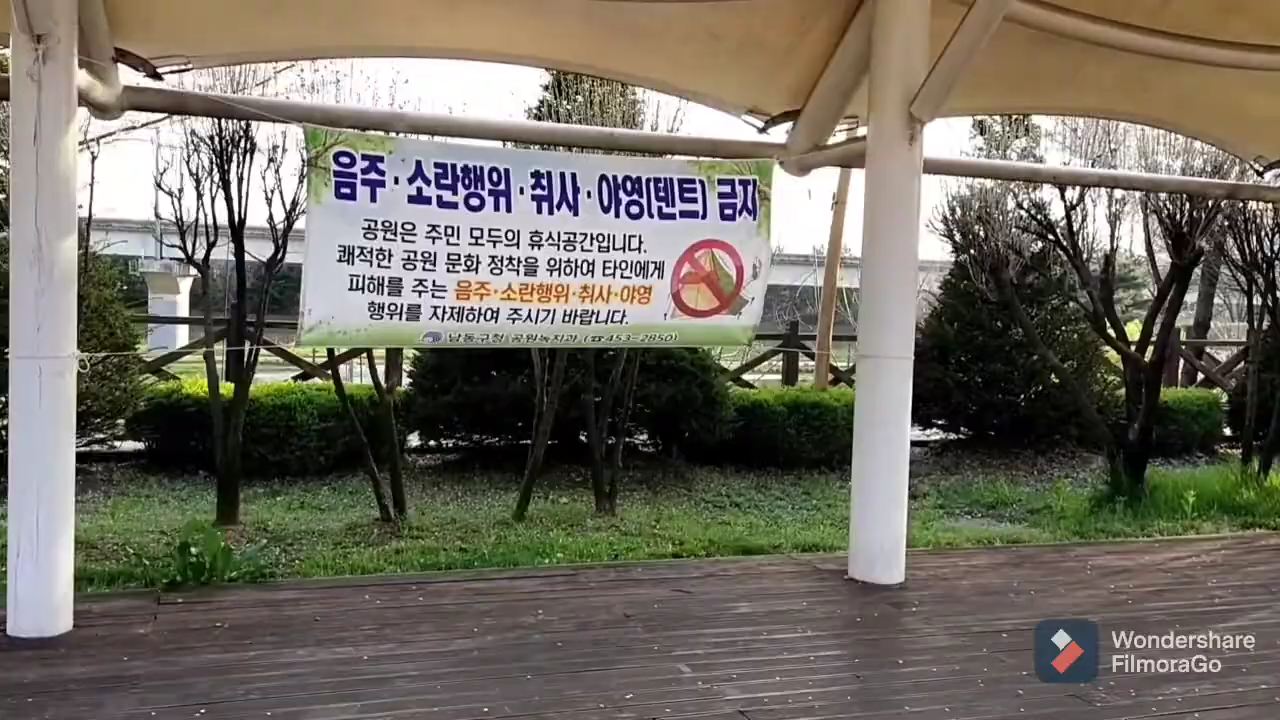 음주·소란행위·취사·야영(텐트) 금지
공원은 주민 모두의 휴식공간입니다.
쾌적한 공원 문화 정착을 위하여 타인에게
피해를 주는 음주·소란행위·취사·야영
행위를 자제하여 주시기 바랍니다.
남동구청 공원녹지과 (☎453-2850)
Wondershare
FilmoraGo